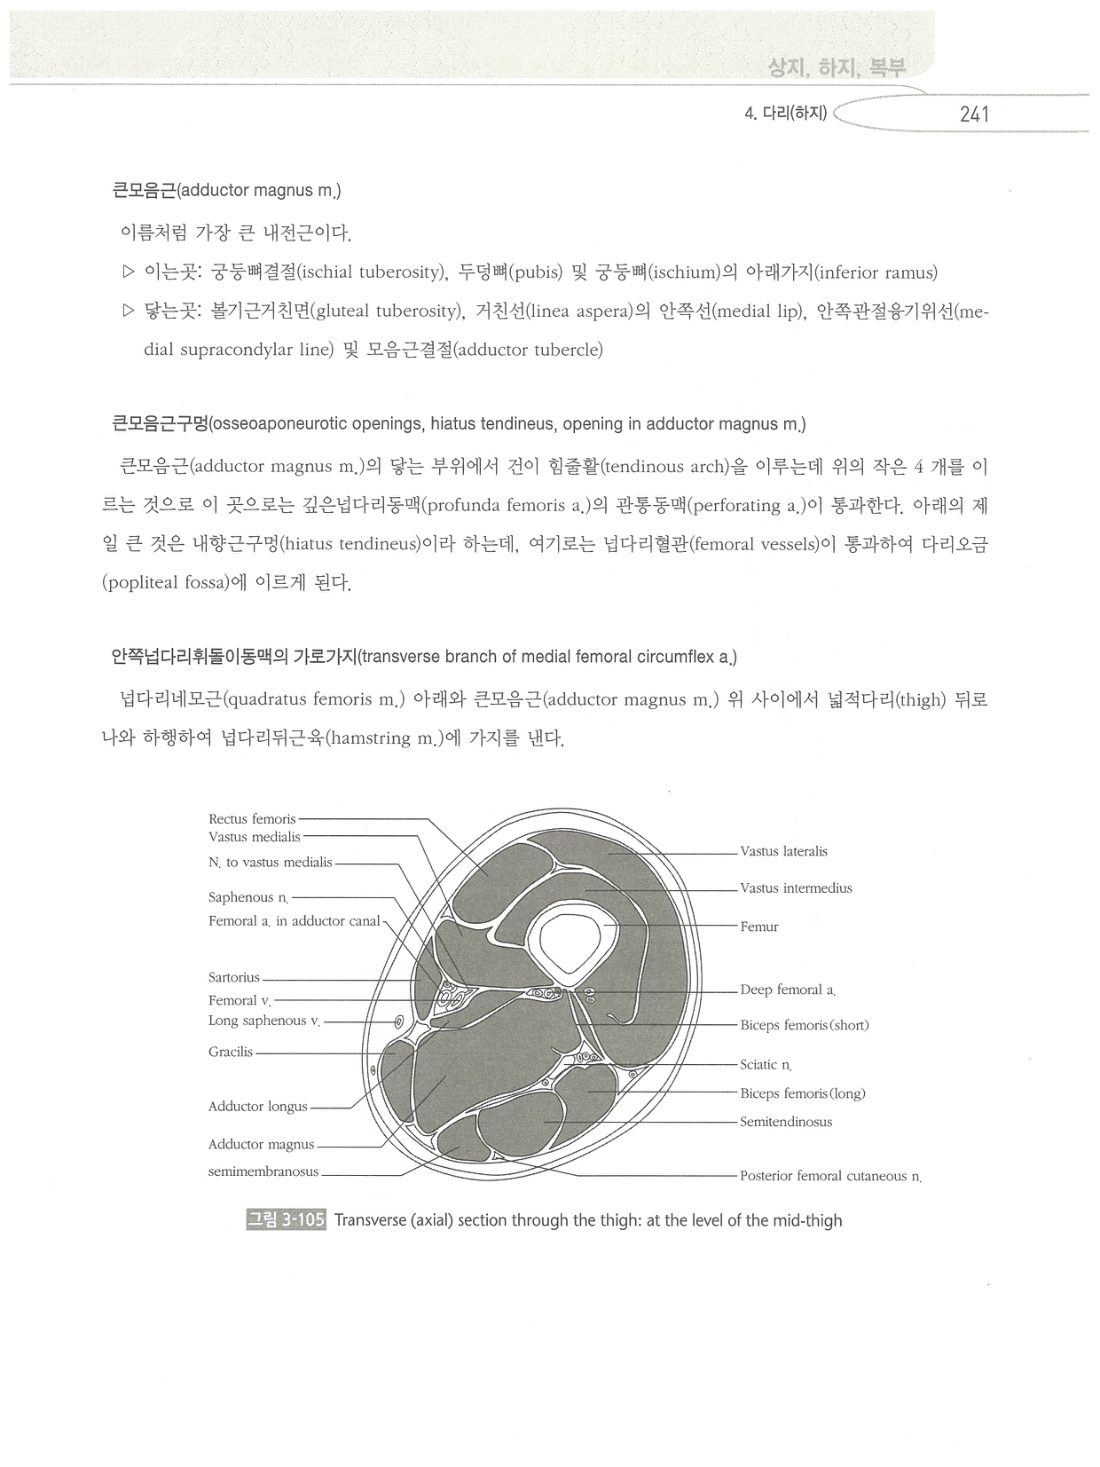 상지, 하지, 복부
4. 다리(하지)
241
큰모음근(adductor magnus m.)
이름처럼 가장 큰 내전근이다.
▷ 이는곳: 궁둥뼈결절(ischial tuberosity), 두덩뼈(pubis) 및 궁둥뼈(ischium)의 아래가지(inferior ramus)
▷ 닿는곳: 볼기근거친면(gluteal tuberosity), 거친선(linea aspera)의 안쪽선(medial lip), 안쪽관절융기위선(me-
dial supracondylar line) 및 모음근결절(adductor tubercle)
큰모음근구멍(osseoaponeurotic openings, hiatus tendineus, opening in adductor magnus m.)
큰모음근(adductor magnus m.)의 닿는 부위에서 건이 힘줄활(tendinous arch)을 이루는데 위의 작은 4 개를 이
르는 것으로 이 곳으로는 깊은넙다리동맥(profunda femoris a.)의 관통동맥(perforating a.)이 통과한다. 아래의 제
일 큰 것은 내향근구멍(hiatus tendineus)이라 하는데, 여기로는 넙다리혈관(femoral vessels)이 통과하여 다리오금
(popliteal fossa)에 이르게 된다.
안쪽넙다리휘돌이동맥의 가로가지(transverse branch of medial femoral circumflex a.)
넙다리네모근(quadratus femoris m.) 아래와 큰모음근(adductor magnus m.) 위 사이에서 넓적다리(thigh) 뒤로
나와 하행하여 넙다리뒤근육(hamstring m.)에 가지를 낸다.
Rectus femoris
Vastus medialis
N. to vastus medialis
Saphenous n.
Femoral a. in adductor canal
Sartorius
Femoral v.
Long saphenous v.
Gracilis
Adductor longus
Adductor magnus
semimembranosus
Vastus lateralis
Vastus intermedius
Femur
Deep femoral a.
Biceps femoris(short)
Sciatic n.
Biceps femoris(long)
Semitendinosus
Posterior femoral cutaneous n.
그림 3-105 Transverse (axial) section through the thigh: at the level of the mid-thigh